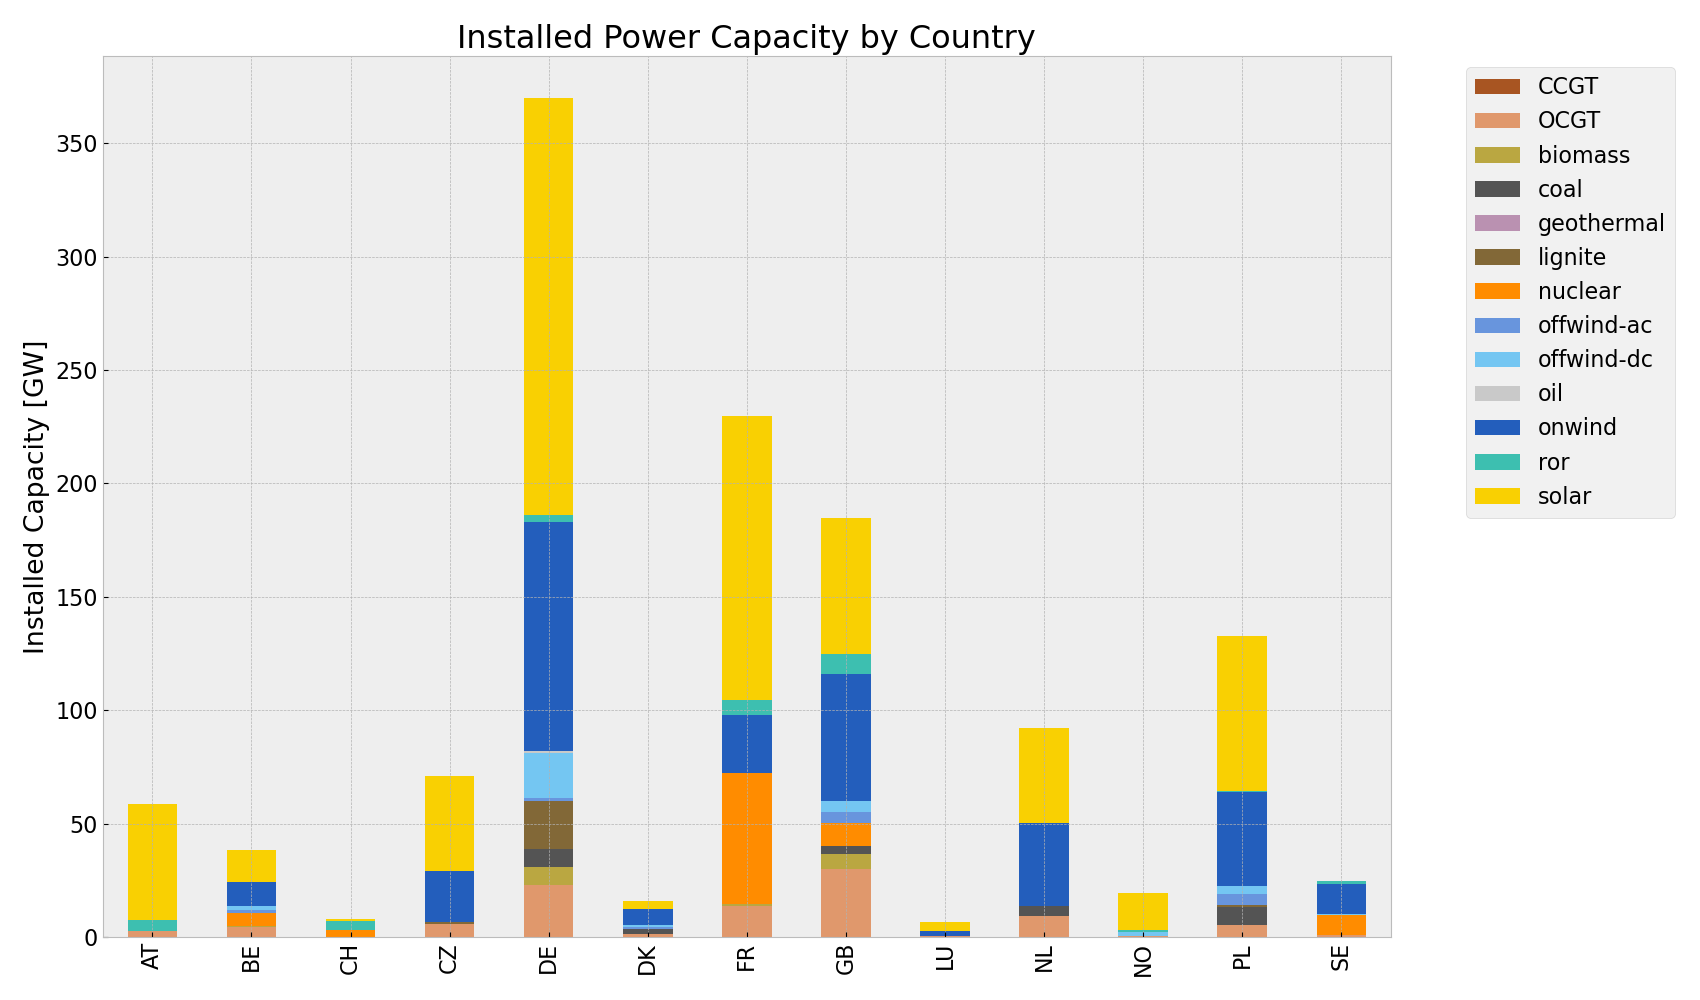 Installed Power Capacity by Country
Installed Capacity [GW]
350
300
250
200
150
100
50
0
AT
BE
CH
CZ
DE
DK
FR
GB
LU
NL
NO
PL
SE
CCGT
OCGT
biomass
coal
geothermal
lignite
nuclear
offwind-ac
offwind-dc
oil
onwind
ror
solar